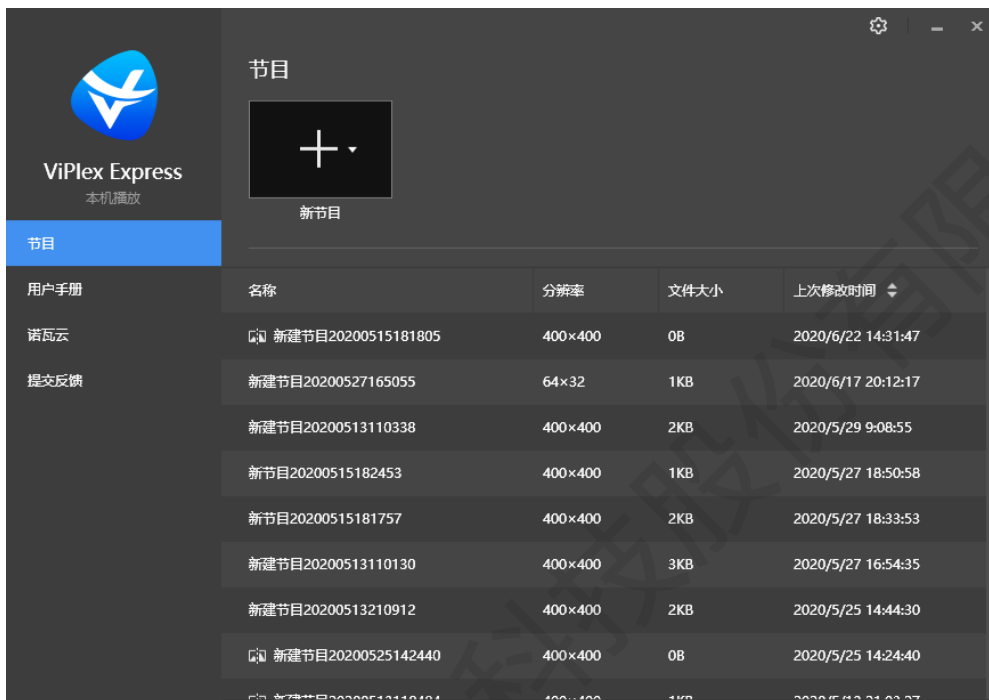 节目
新节目
ViPlex Express
本机播放
节目
用户手册
诺瓦云
提交反馈
名称 分辨率 文件大小 上次修改时间
新建节目20200515181805 400×400 0B 2020/6/22 14:31:47
新建节目20200527165055 64×32 1KB 2020/6/17 20:12:17
新建节目20200513110338 400×400 2KB 2020/5/29 9:08:55
新节目20200515182453 400×400 1KB 2020/5/27 18:50:58
新节目20200515181757 400×400 2KB 2020/5/27 18:33:53
新建节目20200513110130 400×400 3KB 2020/5/27 16:54:35
新建节目20200513210912 400×400 2KB 2020/5/25 14:44:30
新建节目20200525142440 400×400 0B 2020/5/25 14:24:40
科技股份有限